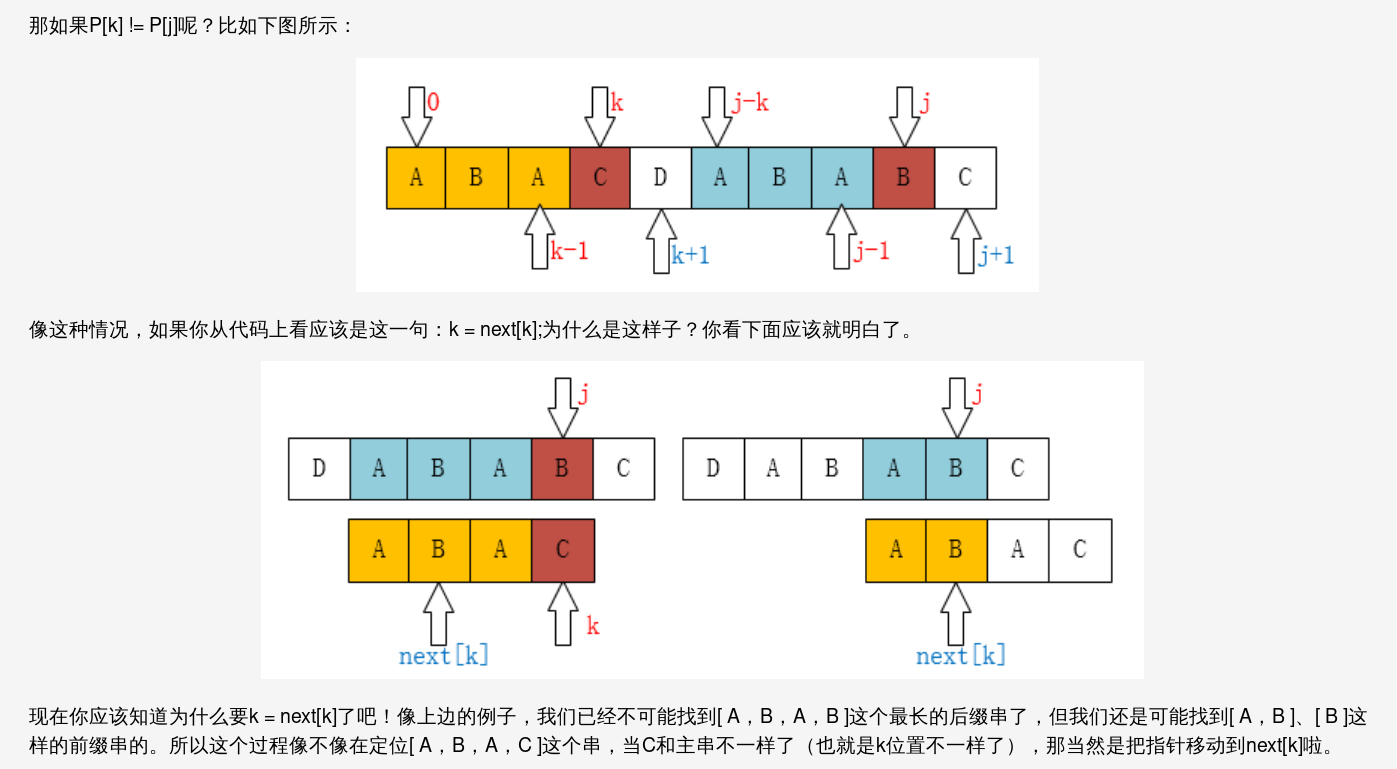 那如果P[k] != P[j]呢？比如下图所示：
0 k j-k j
A B A C D A B A B C
k-1 k+1 j-1 j+1
像这种情况，如果你从代码上看应该是这一句：k = next[k];为什么是这样子？你看下面应该就明白了。
j j
D A B A B C D A B A B C
A B A C A B A C
k
next[k] next[k]
现在你应该知道为什么要k = next[k]了吧！像上边的例子，我们已经不可能找到[ A，B，A，B ]这个最长的后缀串了，但我们还是可能找到[ A，B ]、[ B ]这
样的前缀串的。所以这个过程像不像在定位[ A，B，A，C ]这个串，当C和主串不一样了（也就是k位置不一样了），那当然是把指针移动到next[k]啦。